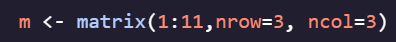 m <- matrix(1:11,nrow=3, ncol=3)